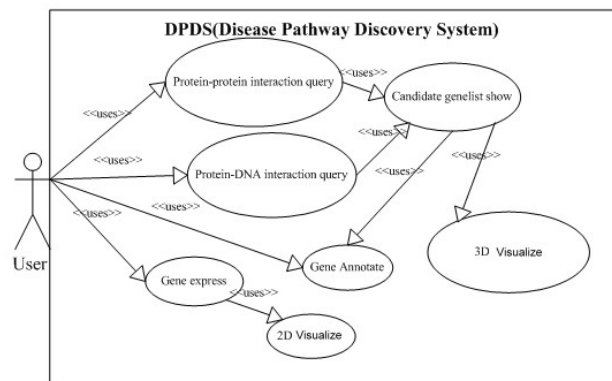 DPDS(Disease Pathway Discovery System)
<<uses>>
Protein-protein interaction query
<<uses>>
Candidate genelist show
<<uses>>
<<uses>>
<<uses>>
Protein-DNA interaction query
<<uses>>
<<uses>>
<<uses>>
<<uses>>
User
Gene express
Gene Annotate
3D Visualize
<<uses>>
2D Visualize